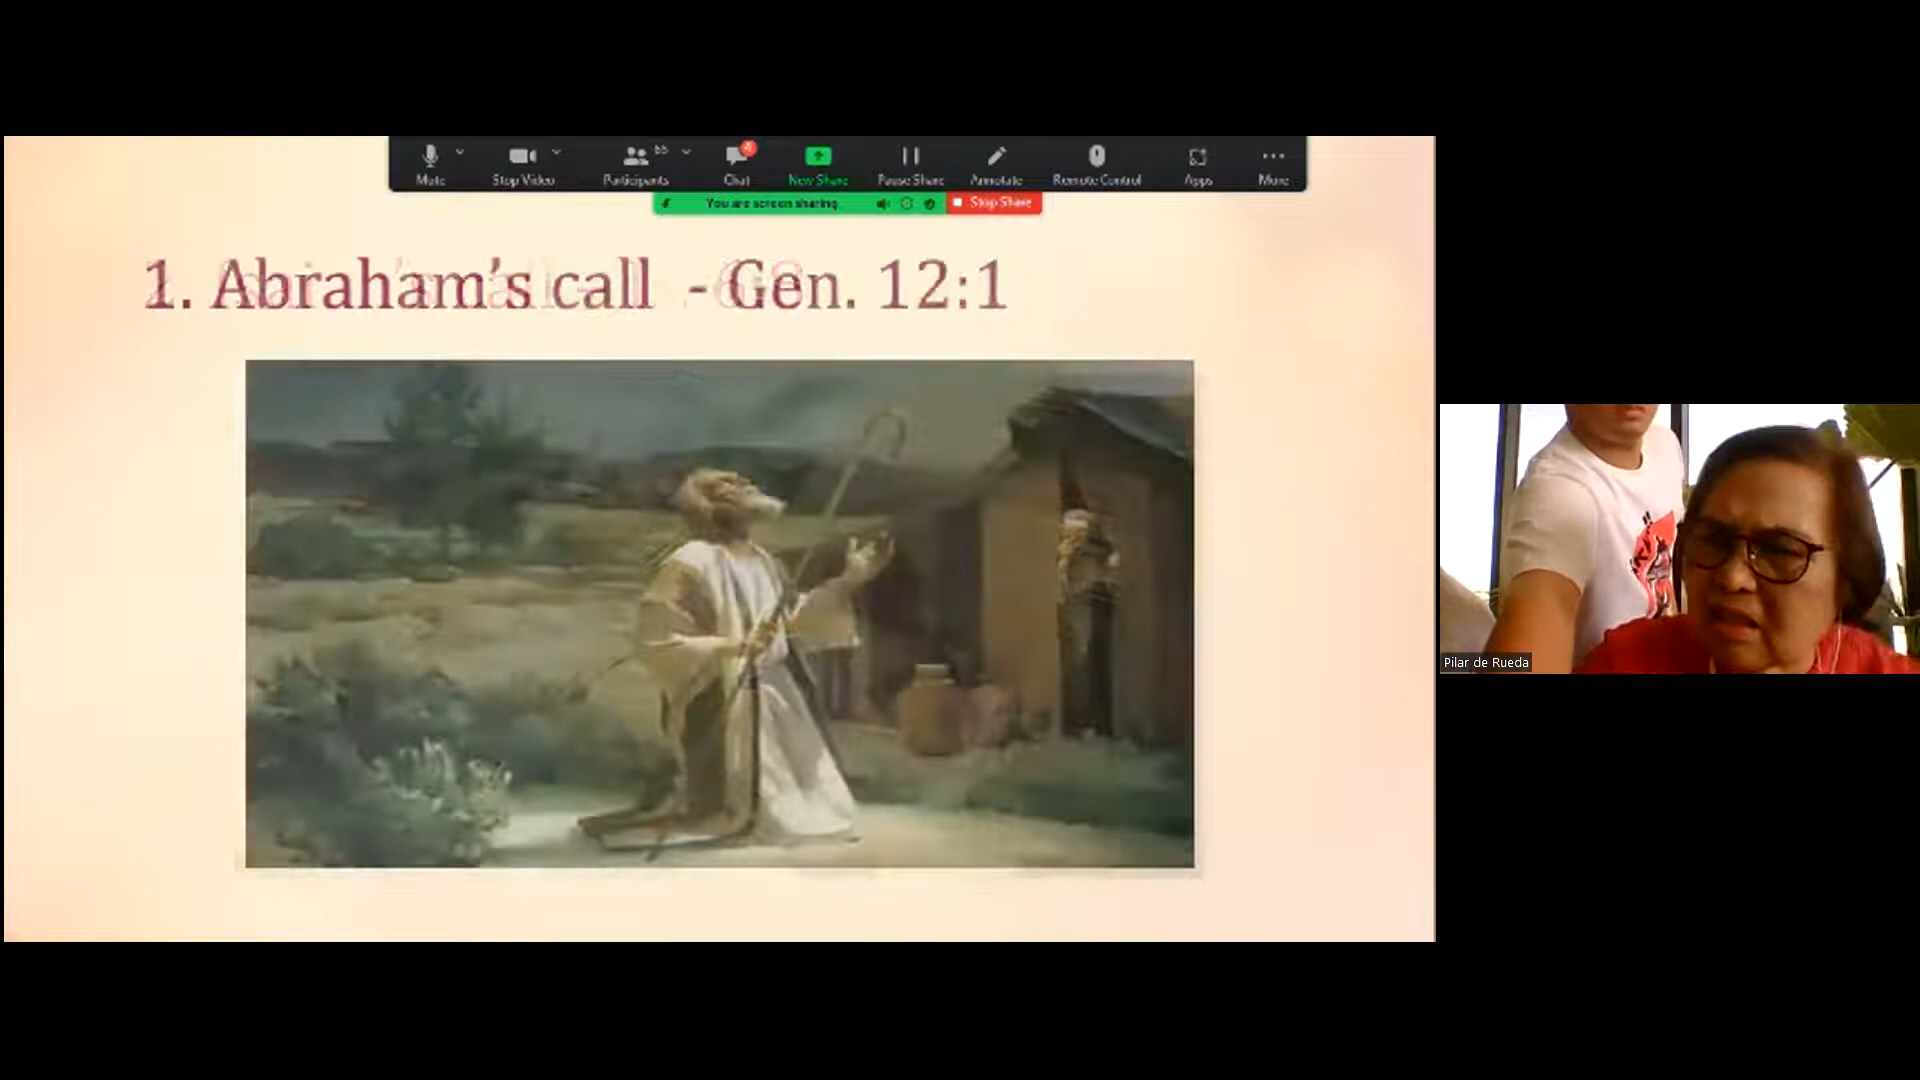 Mute
Stop Video
Participants
Chat
New Share
Pause Share
Annotate
Remote Control
Apps
More
You are screen sharing
Stop Share
1. Abraham's call - Gen. 12:1
Pilar de Rueda